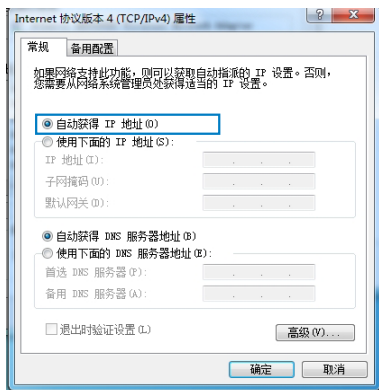 Internet 协议版本 4 (TCP/IPv4) 属性
常规 备用配置
如果网络支持此功能，则可以获取自动指派的 IP 设置。否则，
您需要从网络系统管理员处获得适当的 IP 设置。
自动获得 IP 地址(O)
使用下面的 IP 地址(S):
IP 地址(I):
子网掩码(U):
默认网关(D):
自动获得 DNS 服务器地址(B)
使用下面的 DNS 服务器地址(E):
首选 DNS 服务器(P):
备用 DNS 服务器(A):
退出时验证设置(L)
高级(V)...
确定 取消